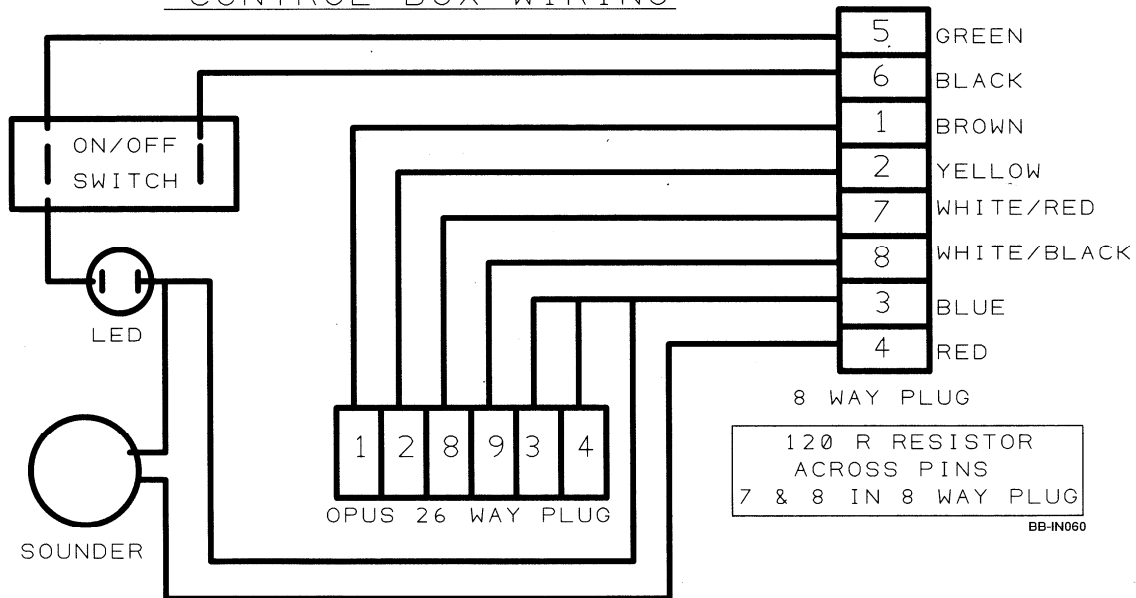 CONTROL BOX WIRING
5 GREEN
6 BLACK
1 BROWN
2 YELLOW
7 WHITE/RED
8 WHITE/BLACK
3 BLUE
4 RED
8 WAY PLUG
ON/OFF
SWITCH
LED
1 2 8 9 3 4
OPUS 26 WAY PLUG
SOUNDER
120 R RESISTOR
ACROSS PINS
7 & 8 IN 8 WAY PLUG
BB-IN060